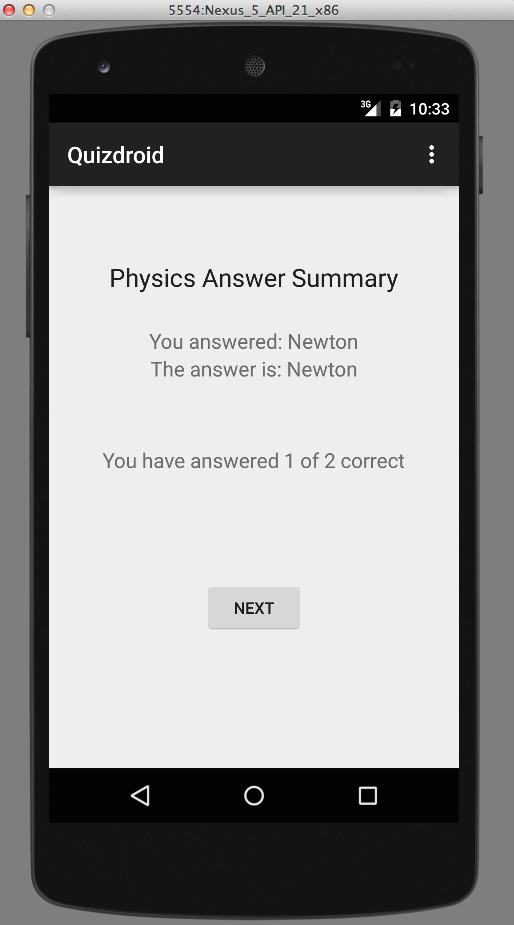 5554:Nexus_5_API_21_x86
3G 10:33
Quizdroid
Physics Answer Summary
You answered: Newton
The answer is: Newton
You have answered 1 of 2 correct
NEXT